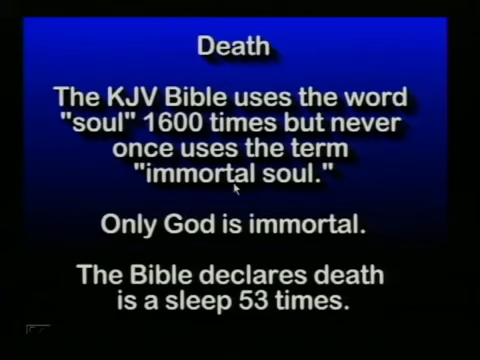 Death
The KJV Bible uses the word
"soul" 1600 times but never
once uses the term
"immortal soul."
Only God is immortal.
The Bible declares death
is a sleep 53 times.